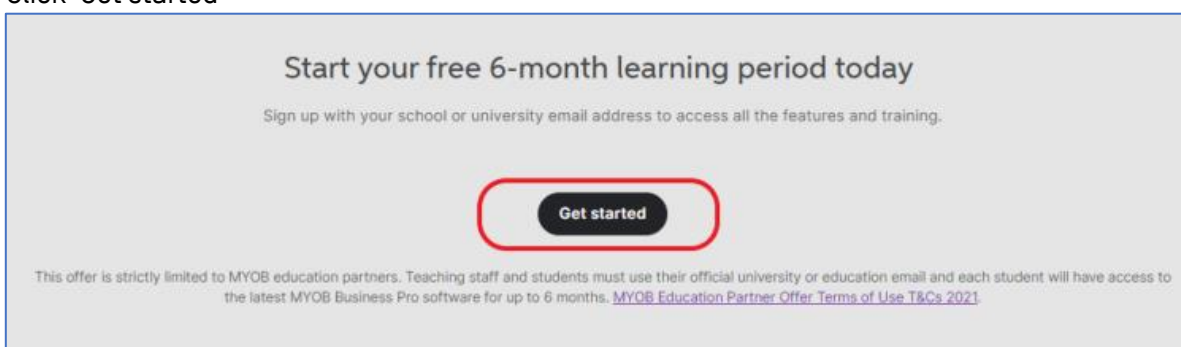 Start your free 6-month learning period today
Sign up with your school or university email address to access all the features and training.
Get started
This offer is strictly limited to MYOB education partners. Teaching staff and students must use their official university or education email and each student will have access to
the latest MYOB Business Pro software for up to 6 months. MYOB Education Partner Offer Terms of Use T&Cs 2021.